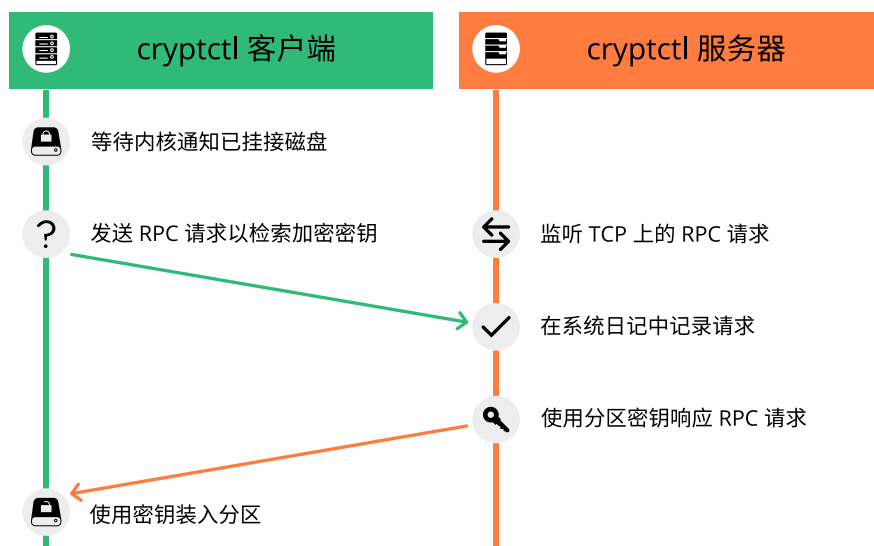 cryptctl 客户端
cryptctl 服务器
等待内核通知已挂接磁盘
发送 RPC 请求以检索加密密钥
监听 TCP 上的 RPC 请求
在系统日记中记录请求
使用分区密钥响应 RPC 请求
使用密钥装入分区